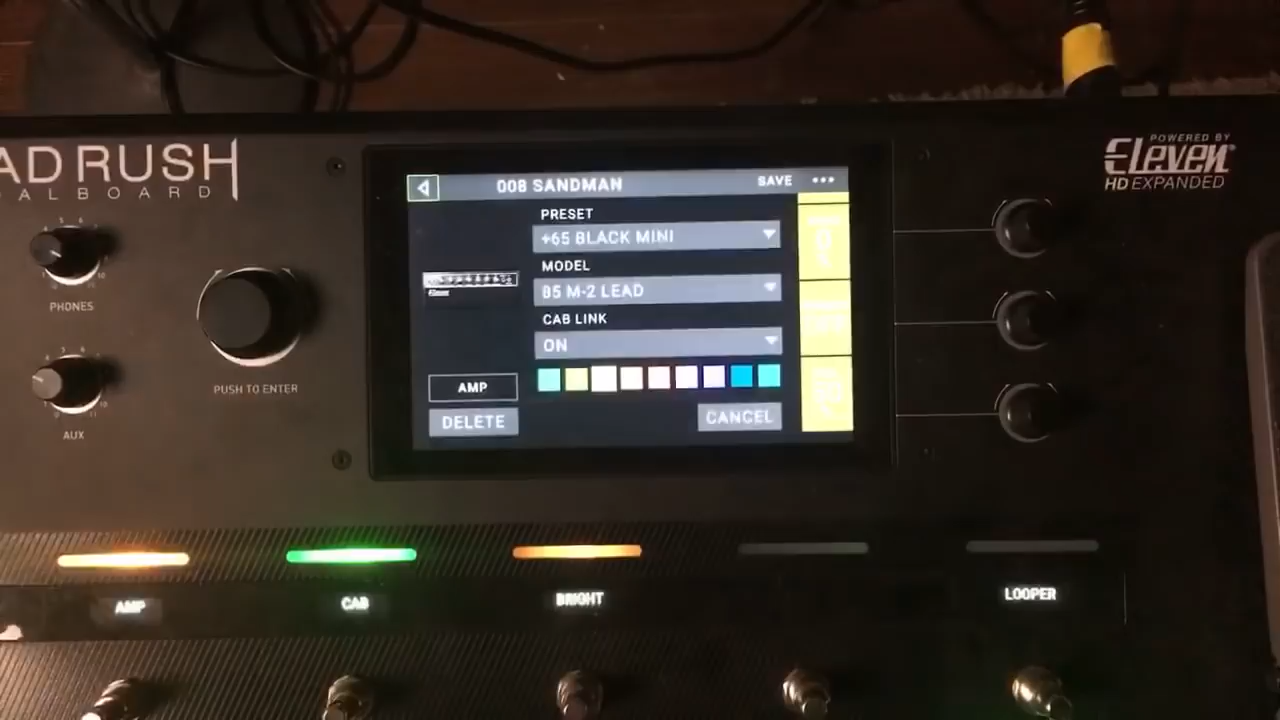 AD RUSH
ALBOARD
PHONES
AUX
PUSH TO ENTER
008 SANDMAN
SAVE
PRESET
+65 BLACK MINI
MODEL
85 M-2 LEAD
CAB LINK
ON
AMP
DELETE
CANCEL
POWERED BY
Eleven
HD EXPANDED
AMP
CAB
BRIGHT
LOOPER